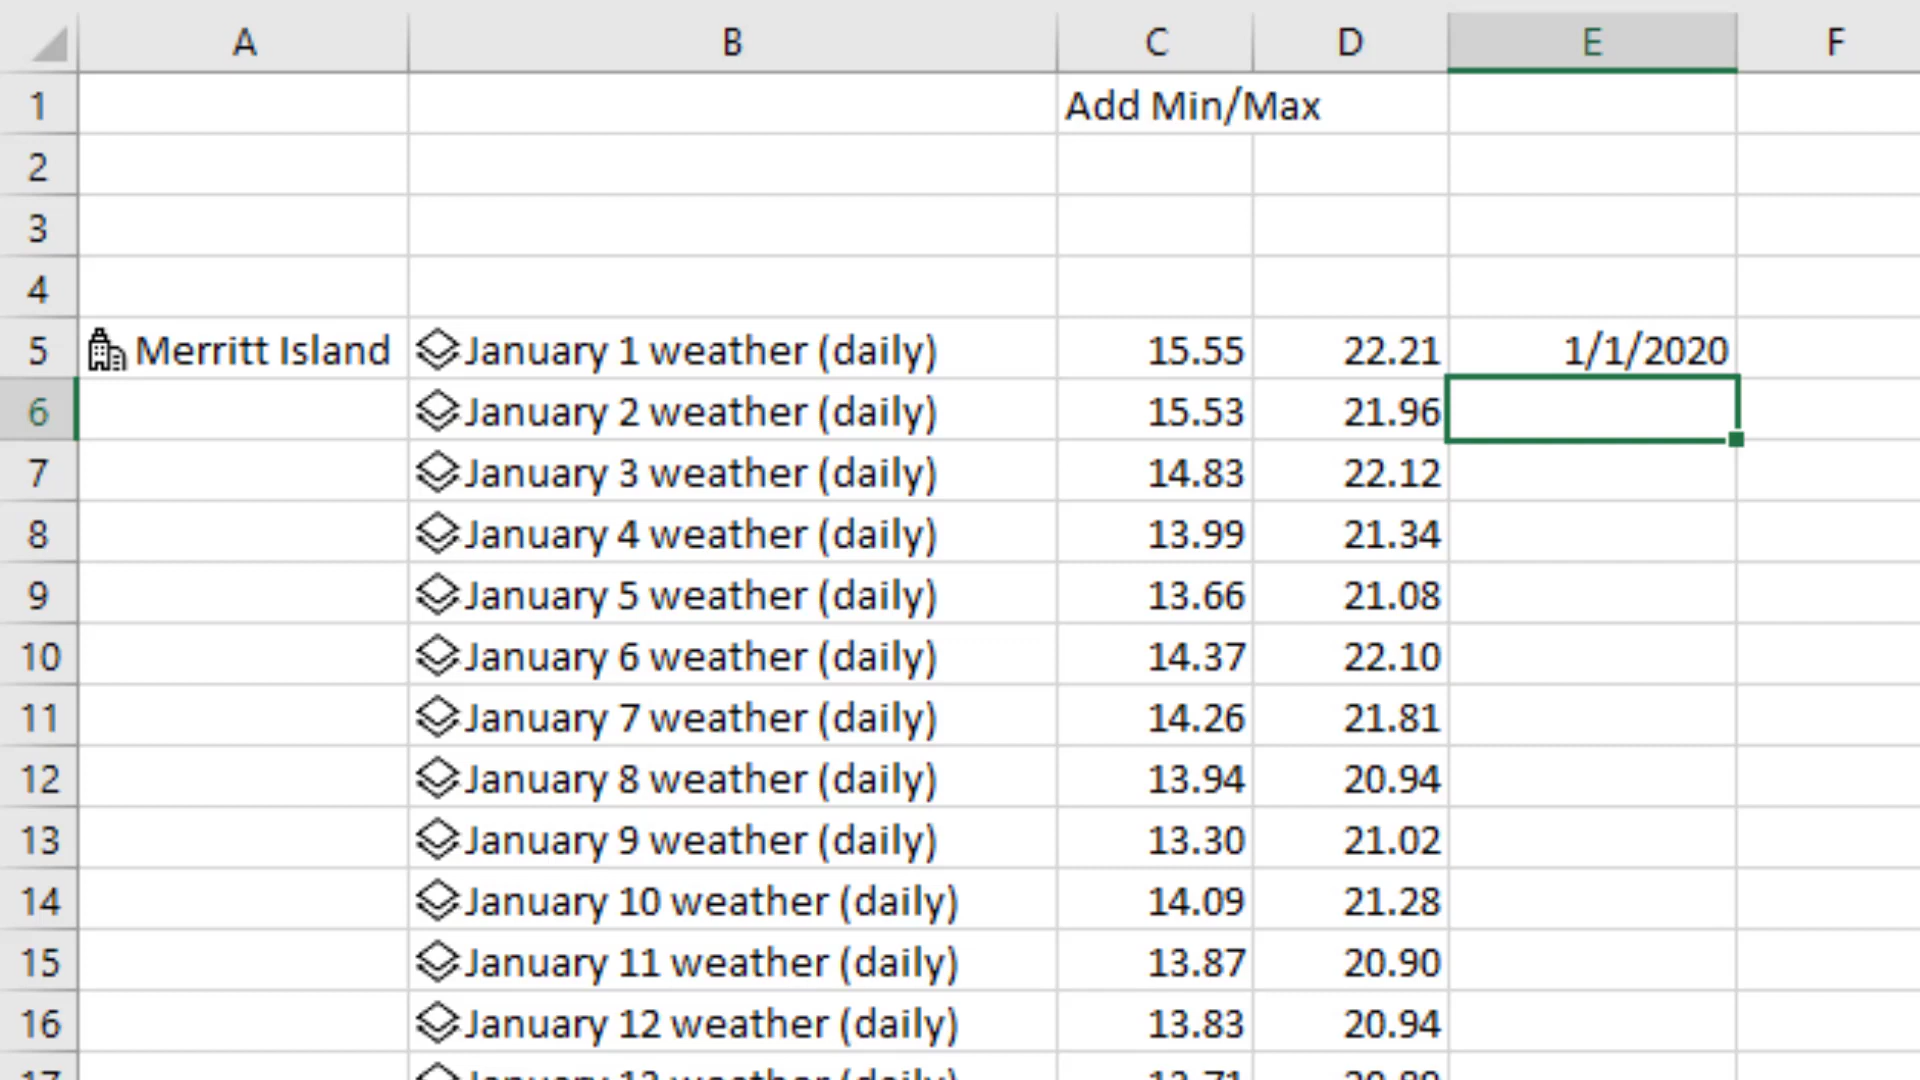 A B C D E F
1 Add Min/Max
2
3
4
5 Merritt Island January 1 weather (daily) 15.55 22.21 1/1/2020
6 January 2 weather (daily) 15.53 21.96
7 January 3 weather (daily) 14.83 22.12
8 January 4 weather (daily) 13.99 21.34
9 January 5 weather (daily) 13.66 21.08
10 January 6 weather (daily) 14.37 22.10
11 January 7 weather (daily) 14.26 21.81
12 January 8 weather (daily) 13.94 20.94
13 January 9 weather (daily) 13.30 21.02
14 January 10 weather (daily) 14.09 21.28
15 January 11 weather (daily) 13.87 20.90
16 January 12 weather (daily) 13.83 20.94